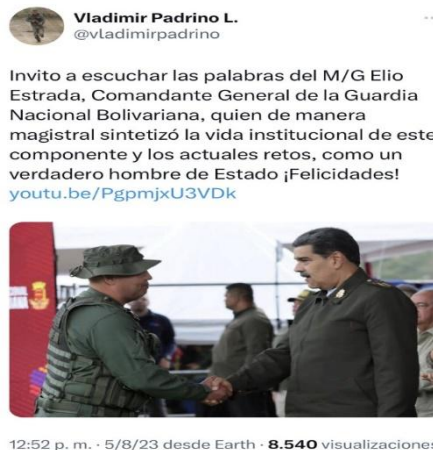 Vladimir Padrino L.
@vladimirpadrino
Invito a escuchar las palabras del M/G Elio
Estrada, Comandante General de la Guardia
Nacional Bolivariana, quien de manera
magistral sintetizó la vida institucional de este
componente y los actuales retos, como un
verdadero hombre de Estado ¡Felicidades!
youtu.be/PgpmjxU3VDk
12:52 p. m. · 5/8/23 desde Earth · 8.540 visualizaciones